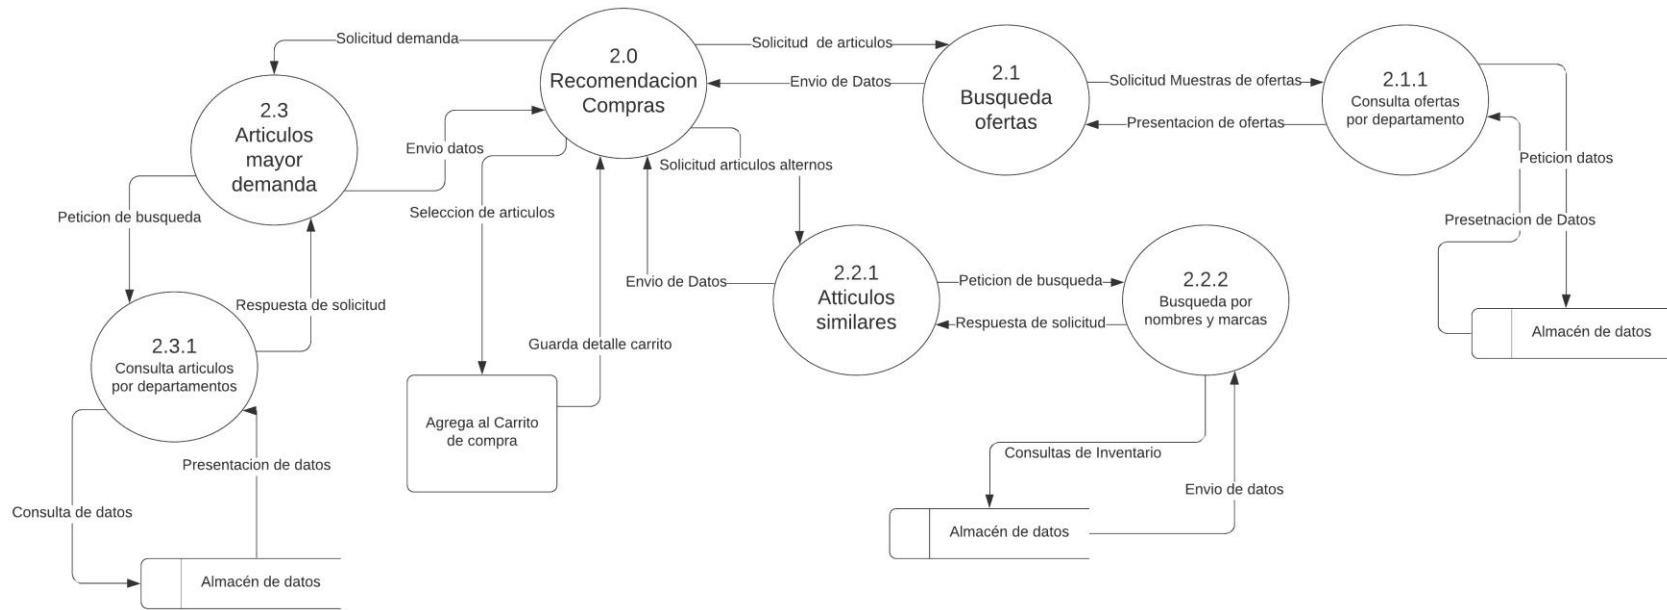 Solicitud demanda
2.0
Recomendacion
Compras
Solicitud  de articulos
Envio de Datos
2.1
Busqueda
ofertas
Solicitud Muestras de ofertas
Presentacion de ofertas
2.1.1
Consulta ofertas
por departamento
2.3
Articulos
mayor
demanda
Envio datos
Solicitud articulos alternos
Peticion datos
Peticion de busqueda
Seleccion de articulos
Presetnacion de Datos
Envio de Datos
2.2.1
Atticulos
similares
Peticion de busqueda
Respuesta de solicitud
2.2.2
Busqueda por
nombres y marcas
Respuesta de solicitud
Almacén de datos
2.3.1
Consulta articulos
por departamentos
Guarda detalle carrito
Agrega al Carrito
de compra
Presentacion de datos
Consultas de Inventario
Envio de datos
Consulta de datos
Almacén de datos
Almacén de datos